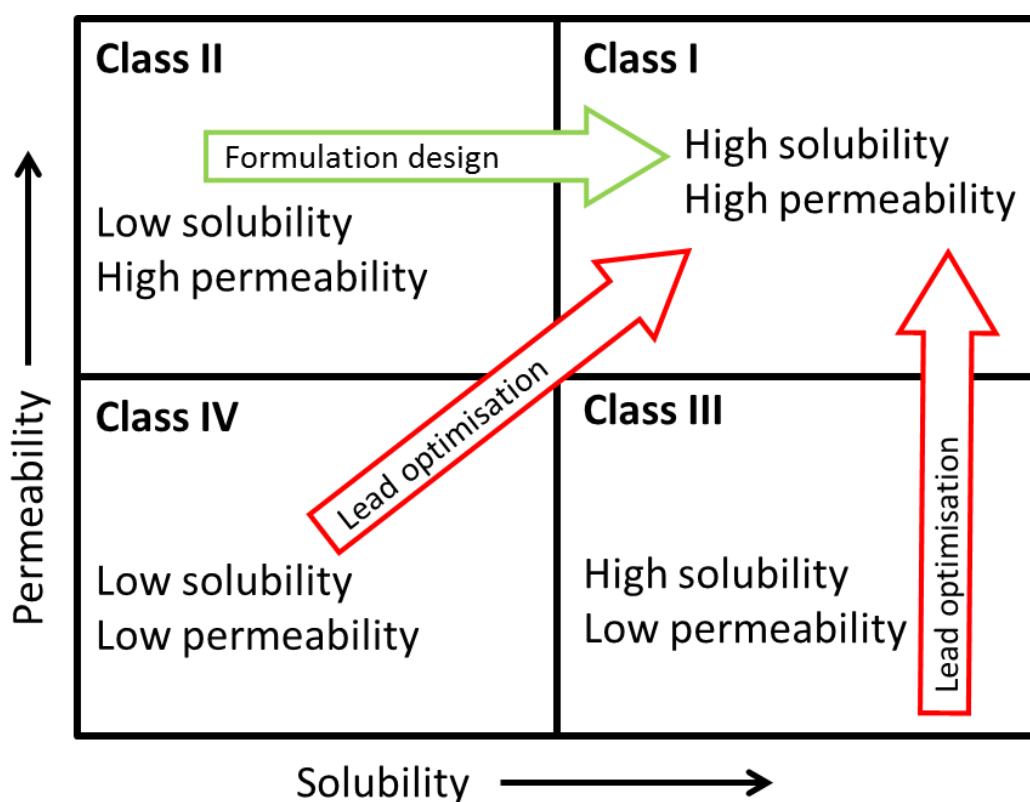 Class II
Formulation design
Low solubility
High permeability
Class I
High solubility
High permeability
Class IV
Lead optimisation
Low solubility
Low permeability
Class III
High solubility
Low permeability
Lead optimisation
Permeability
Solubility